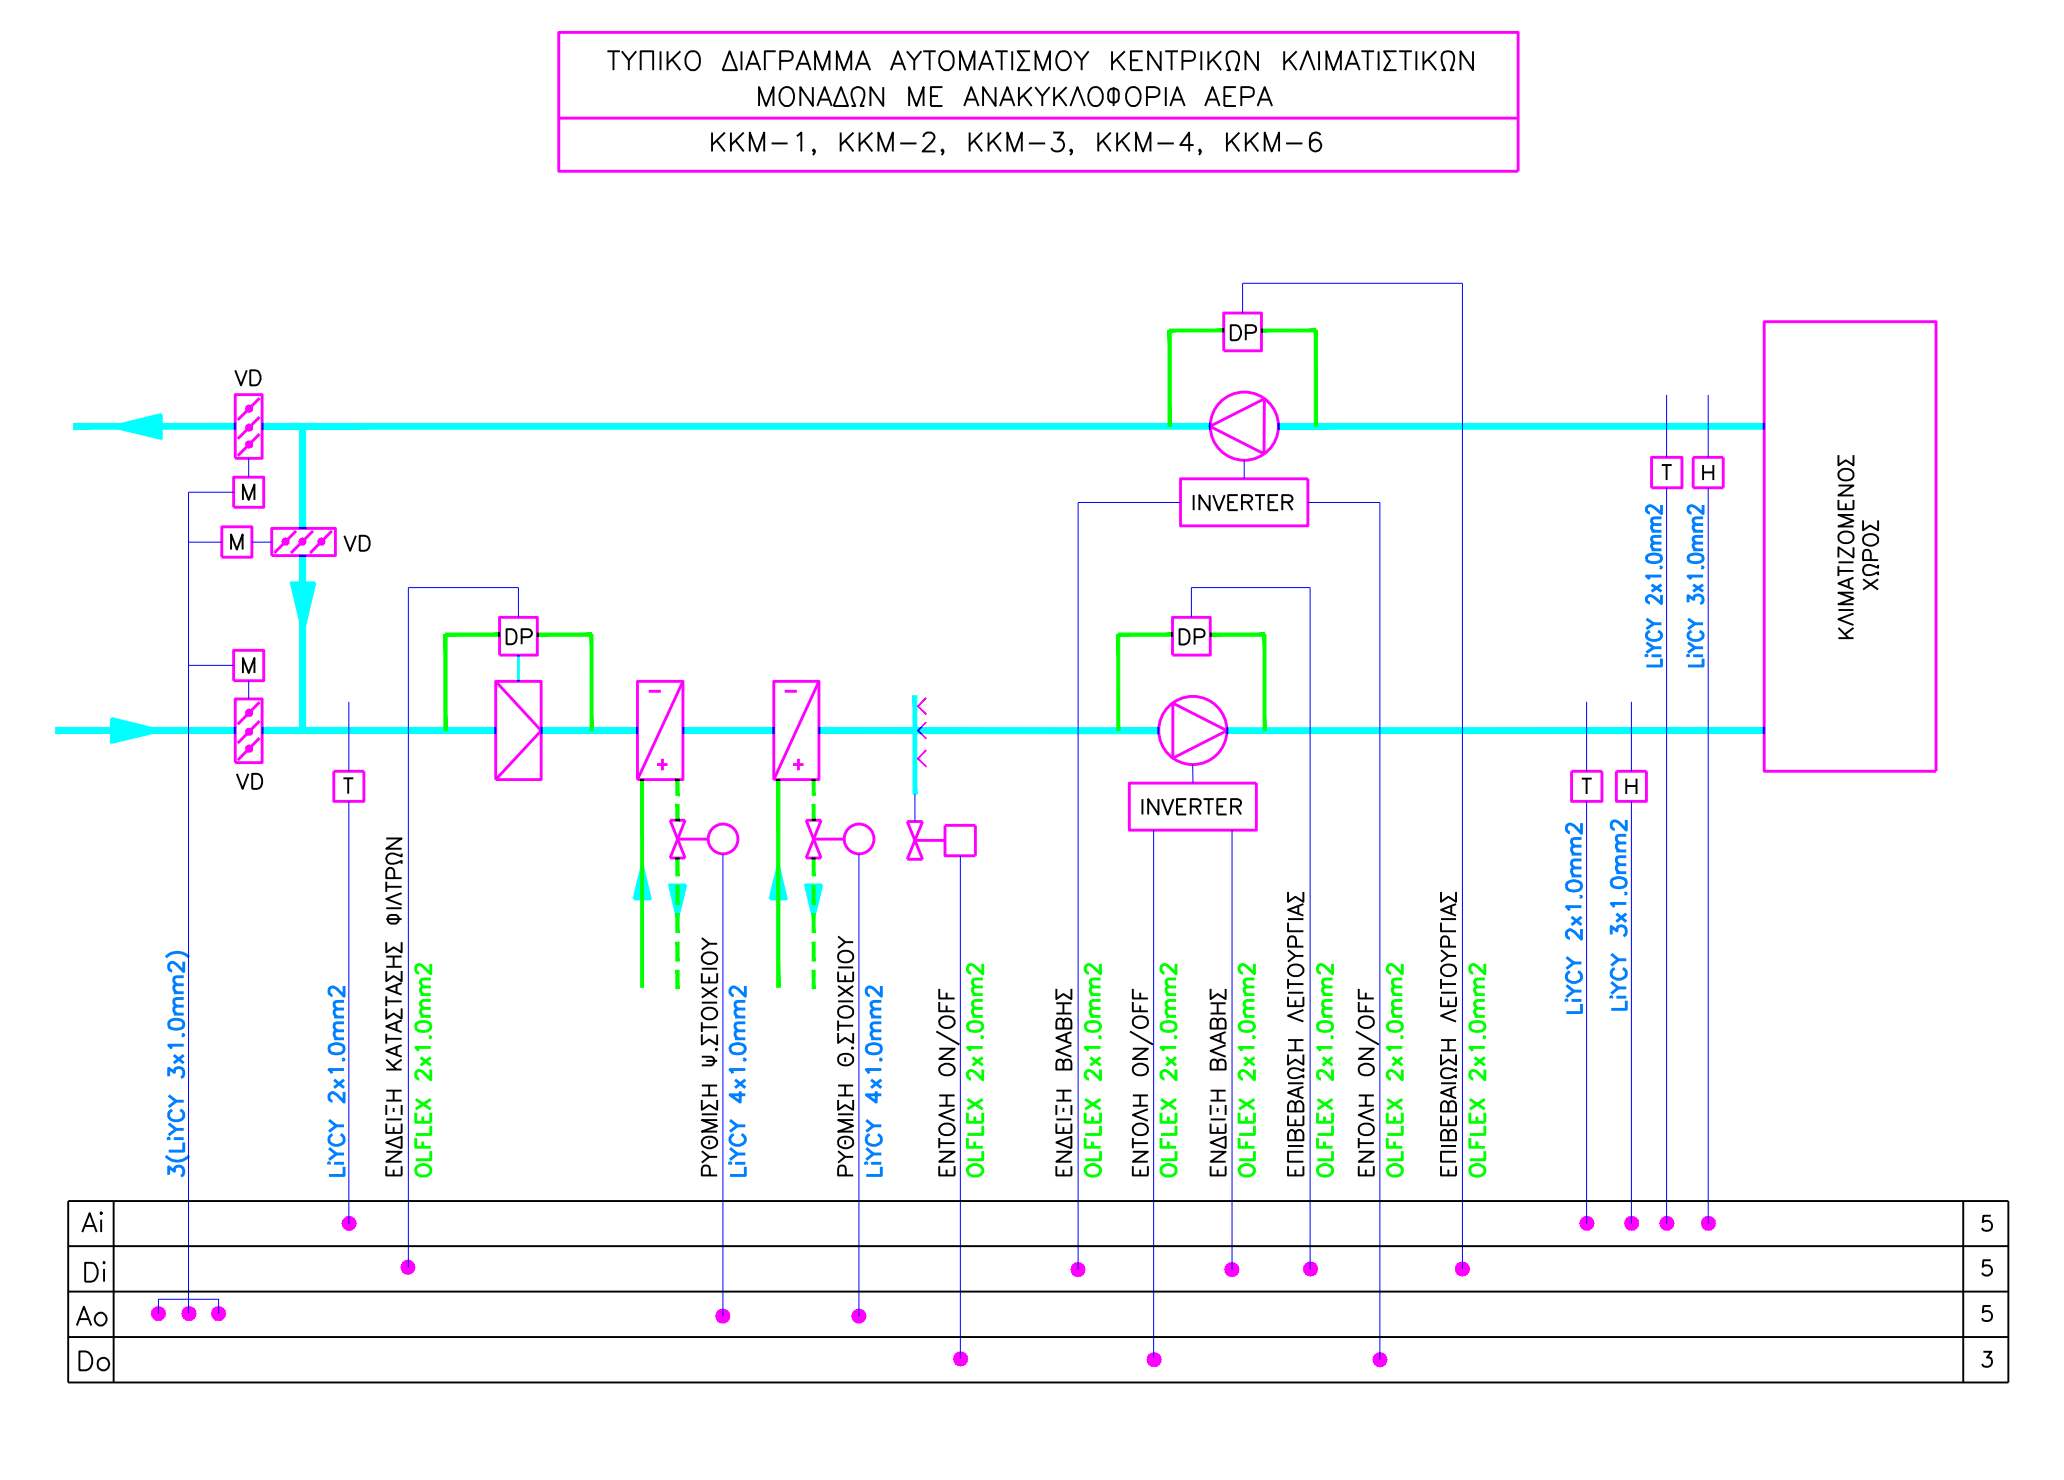 ΤΥΠΙΚΟ ΔΙΑΓΡΑΜΜΑ ΑΥΤΟΜΑΤΙΣΜΟΥ ΚΕΝΤΡΙΚΩΝ ΚΛΙΜΑΤΙΣΤΙΚΩΝ
ΜΟΝΑΔΩΝ ΜΕ ΑΝΑΚΥΚΛΟΦΟΡΙΑ ΑΕΡΑ
ΚΚΜ-1, ΚΚΜ-2, ΚΚΜ-3, ΚΚΜ-4, ΚΚΜ-6
DP
VD
M
INVERTER
T
H
M
VD
ΚΛΙΜΑΤΙΖΟΜΕΝΟΣ
ΧΩΡΟΣ
LiYCY 2x1.0mm2
LiYCY 3x1.0mm2
DP
DP
M
VD
T
INVERTER
T
H
3(LiYCY 3x1.0mm2)
LiYCY 2x1.0mm2
ΕΝΔΕΙΞΗ ΚΑΤΑΣΤΑΣΗΣ ΦΙΛΤΡΩΝ
OLFLEX 2x1.0mm2
ΡΥΘΜΙΣΗ Ψ.ΣΤΟΙΧΕΙΟΥ
LiYCY 4x1.0mm2
ΡΥΘΜΙΣΗ Θ.ΣΤΟΙΧΕΙΟΥ
LiYCY 4x1.0mm2
ΕΝΤΟΛΗ ON/OFF
OLFLEX 2x1.0mm2
ΕΝΔΕΙΞΗ ΒΛΑΒΗΣ
OLFLEX 2x1.0mm2
ΕΝΤΟΛΗ ON/OFF
OLFLEX 2x1.0mm2
ΕΝΔΕΙΞΗ ΒΛΑΒΗΣ
OLFLEX 2x1.0mm2
ΕΠΙΒΕΒΑΙΩΣΗ ΛΕΙΤΟΥΡΓΙΑΣ
OLFLEX 2x1.0mm2
ΕΝΤΟΛΗ ON/OFF
OLFLEX 2x1.0mm2
ΕΠΙΒΕΒΑΙΩΣΗ ΛΕΙΤΟΥΡΓΙΑΣ
OLFLEX 2x1.0mm2
LiYCY 2x1.0mm2
LiYCY 3x1.0mm2
Ai 5
Di 5
Ao 5
Do 3